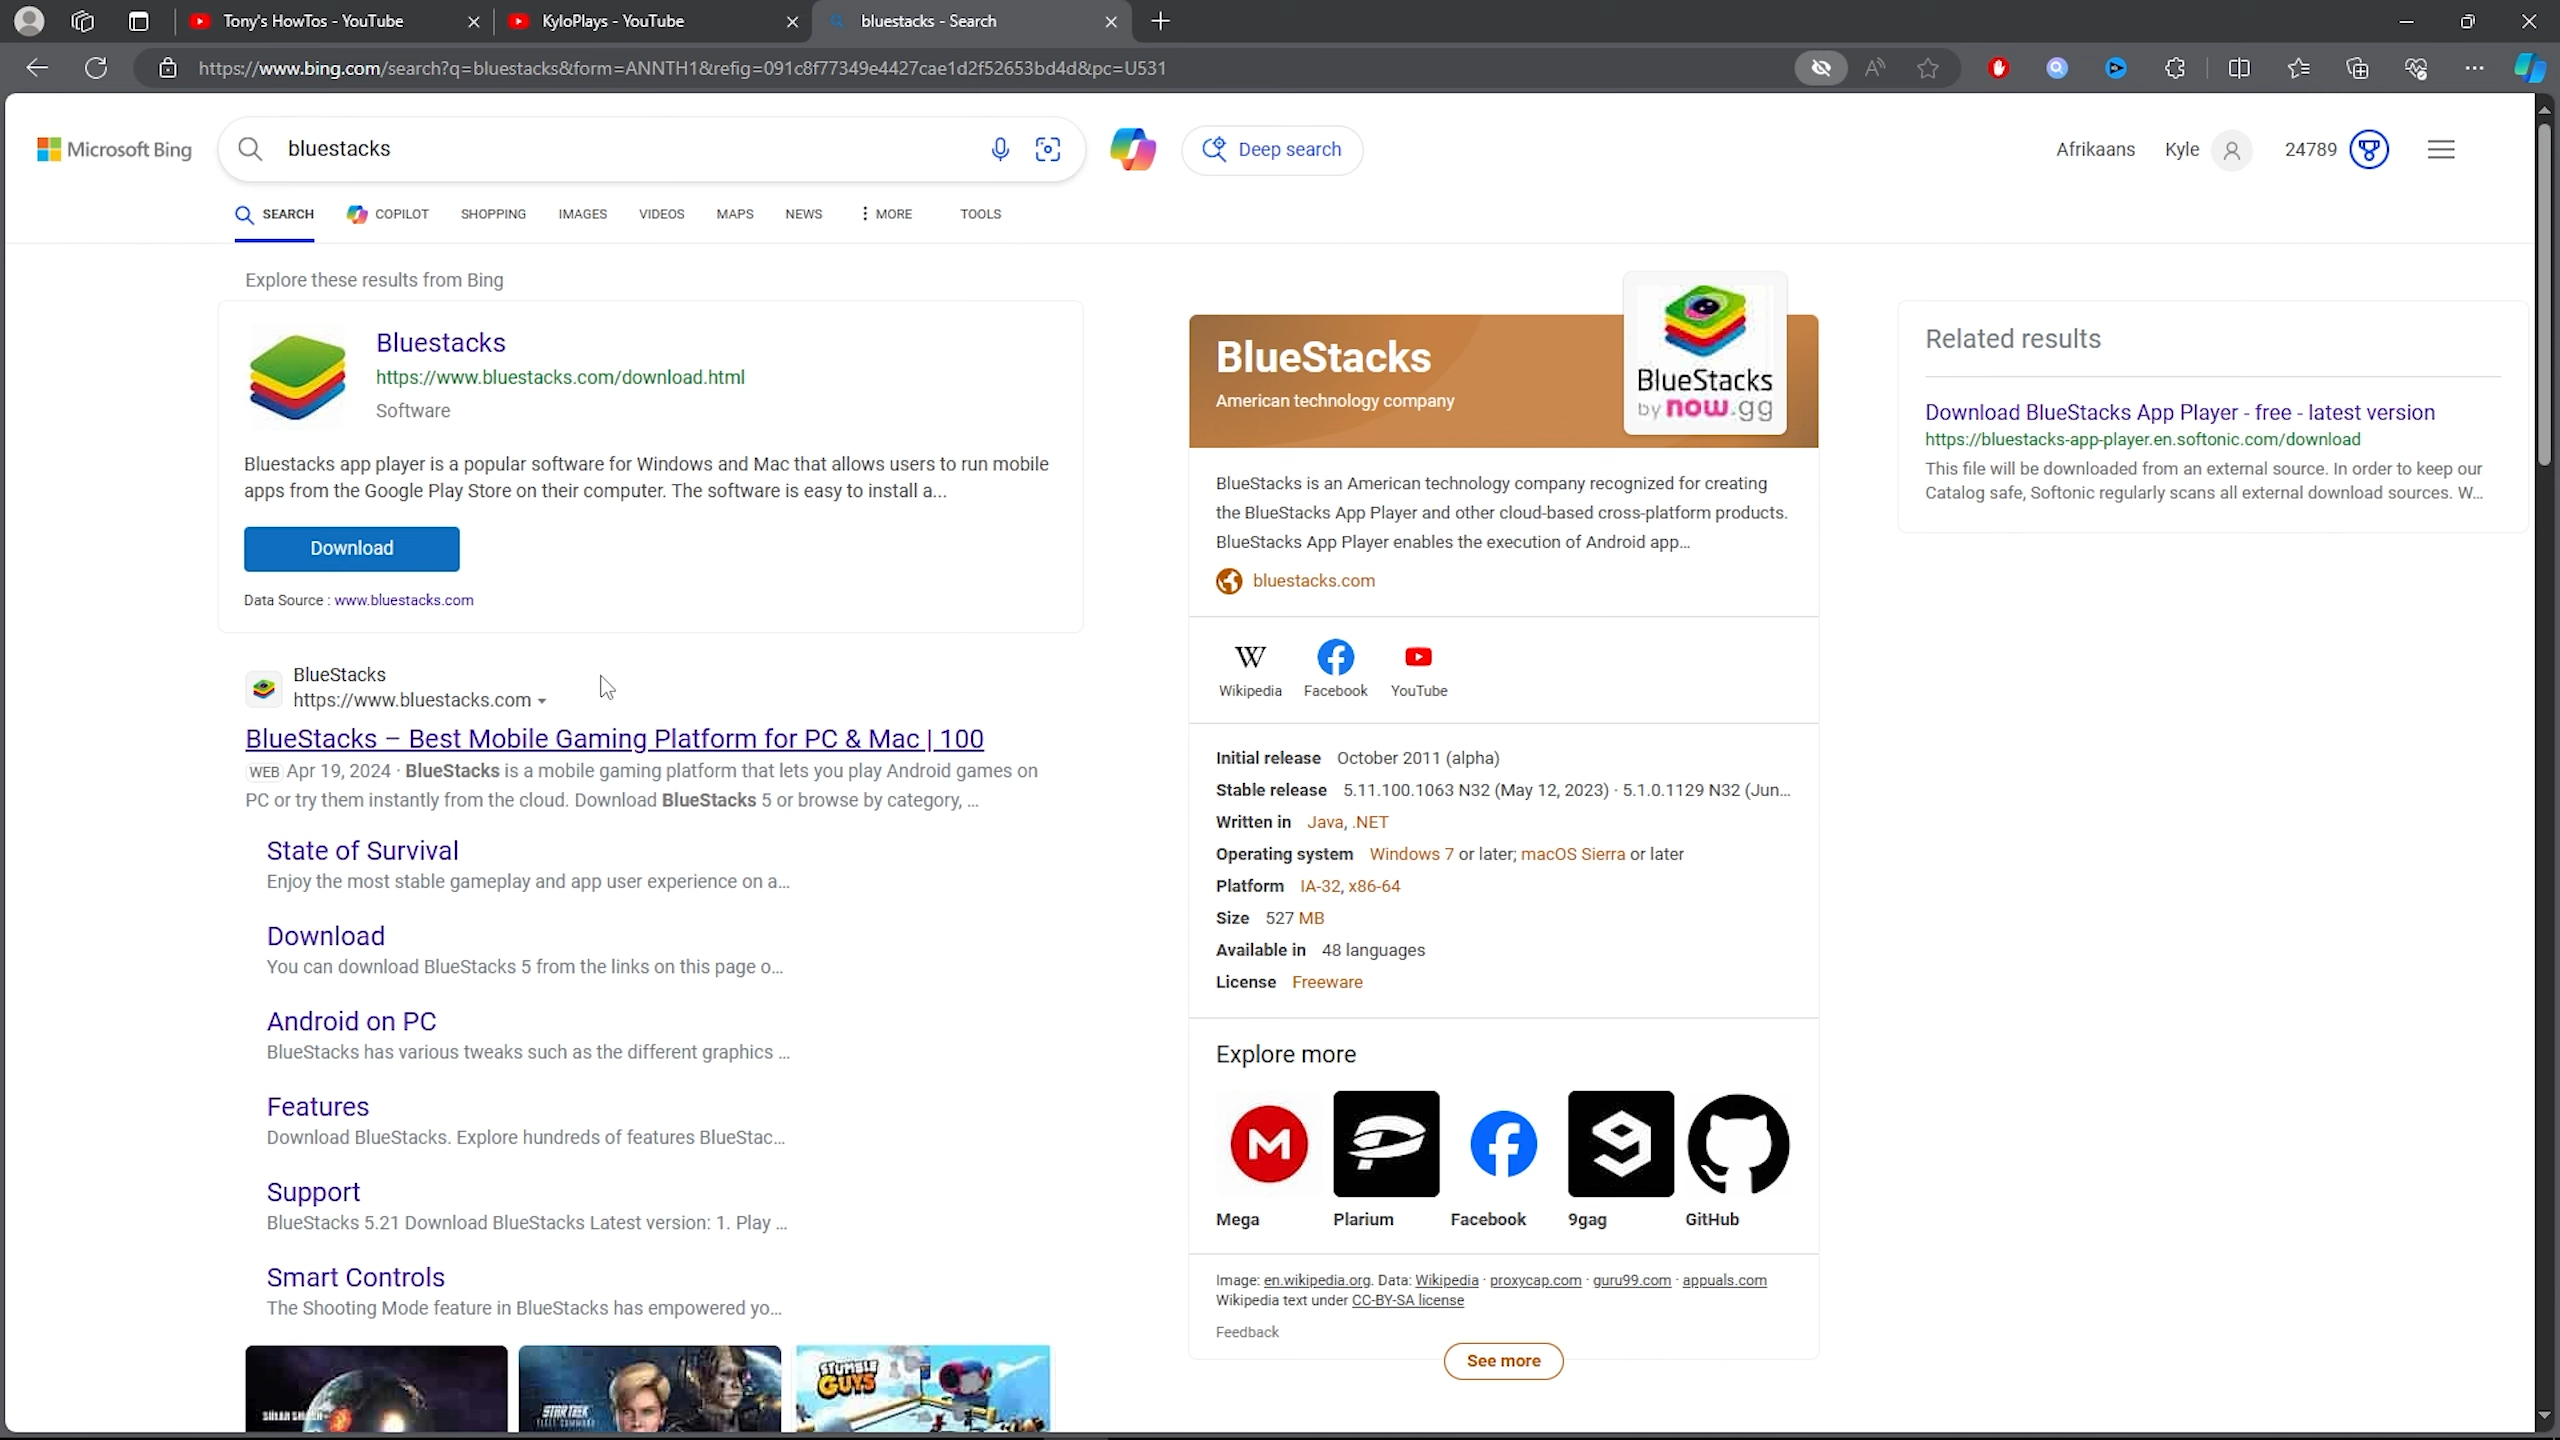 Tony's HowTos - YouTube
KyloPlays - YouTube
bluestacks - Search
https://www.bing.com/search?q=bluestacks&form=ANNTH1&refig=091c8f77349e4427cae1d2f52653bd4d&pc=U531
Microsoft Bing
bluestacks
Deep search
Afrikaans
Kyle
24789
SEARCH
COPILOT
SHOPPING
IMAGES
VIDEOS
MAPS
NEWS
MORE
TOOLS
Explore these results from Bing
Bluestacks
https://www.bluestacks.com/download.html
Software
Bluestacks app player is a popular software for Windows and Mac that allows users to run mobile
apps from the Google Play Store on their computer. The software is easy to install a...
Download
Data Source : www.bluestacks.com
BlueStacks
https://www.bluestacks.com
BlueStacks – Best Mobile Gaming Platform for PC & Mac | 100
WEB Apr 19, 2024 · BlueStacks is a mobile gaming platform that lets you play Android games on
PC or try them instantly from the cloud. Download BlueStacks 5 or browse by category, ...
State of Survival
Enjoy the most stable gameplay and app user experience on a...
Download
You can download BlueStacks 5 from the links on this page o...
Android on PC
BlueStacks has various tweaks such as the different graphics ...
Features
Download BlueStacks. Explore hundreds of features BlueStac...
Support
BlueStacks 5.21 Download BlueStacks Latest version: 1. Play ...
Smart Controls
The Shooting Mode feature in BlueStacks has empowered yo...
STAR TREK
STUMBLE
GUYS
BlueStacks
American technology company
BlueStacks
by now.gg
BlueStacks is an American technology company recognized for creating
the BlueStacks App Player and other cloud-based cross-platform products.
BlueStacks App Player enables the execution of Android app...
bluestacks.com
W
Wikipedia
Facebook
YouTube
Initial release October 2011 (alpha)
Stable release 5.11.100.1063 N32 (May 12, 2023) · 5.1.0.1129 N32 (Jun...
Written in Java, .NET
Operating system Windows 7 or later; macOS Sierra or later
Platform IA-32, x86-64
Size 527 MB
Available in 48 languages
License Freeware
Explore more
Mega
Plarium
Facebook
9gag
GitHub
Image: en.wikipedia.org. Data: Wikipedia · proxycap.com · guru99.com · appuals.com
Wikipedia text under CC-BY-SA license
Feedback
See more
Related results
Download BlueStacks App Player - free - latest version
https://bluestacks-app-player.en.softonic.com/download
This file will be downloaded from an external source. In order to keep our
Catalog safe, Softonic regularly scans all external download sources. W...